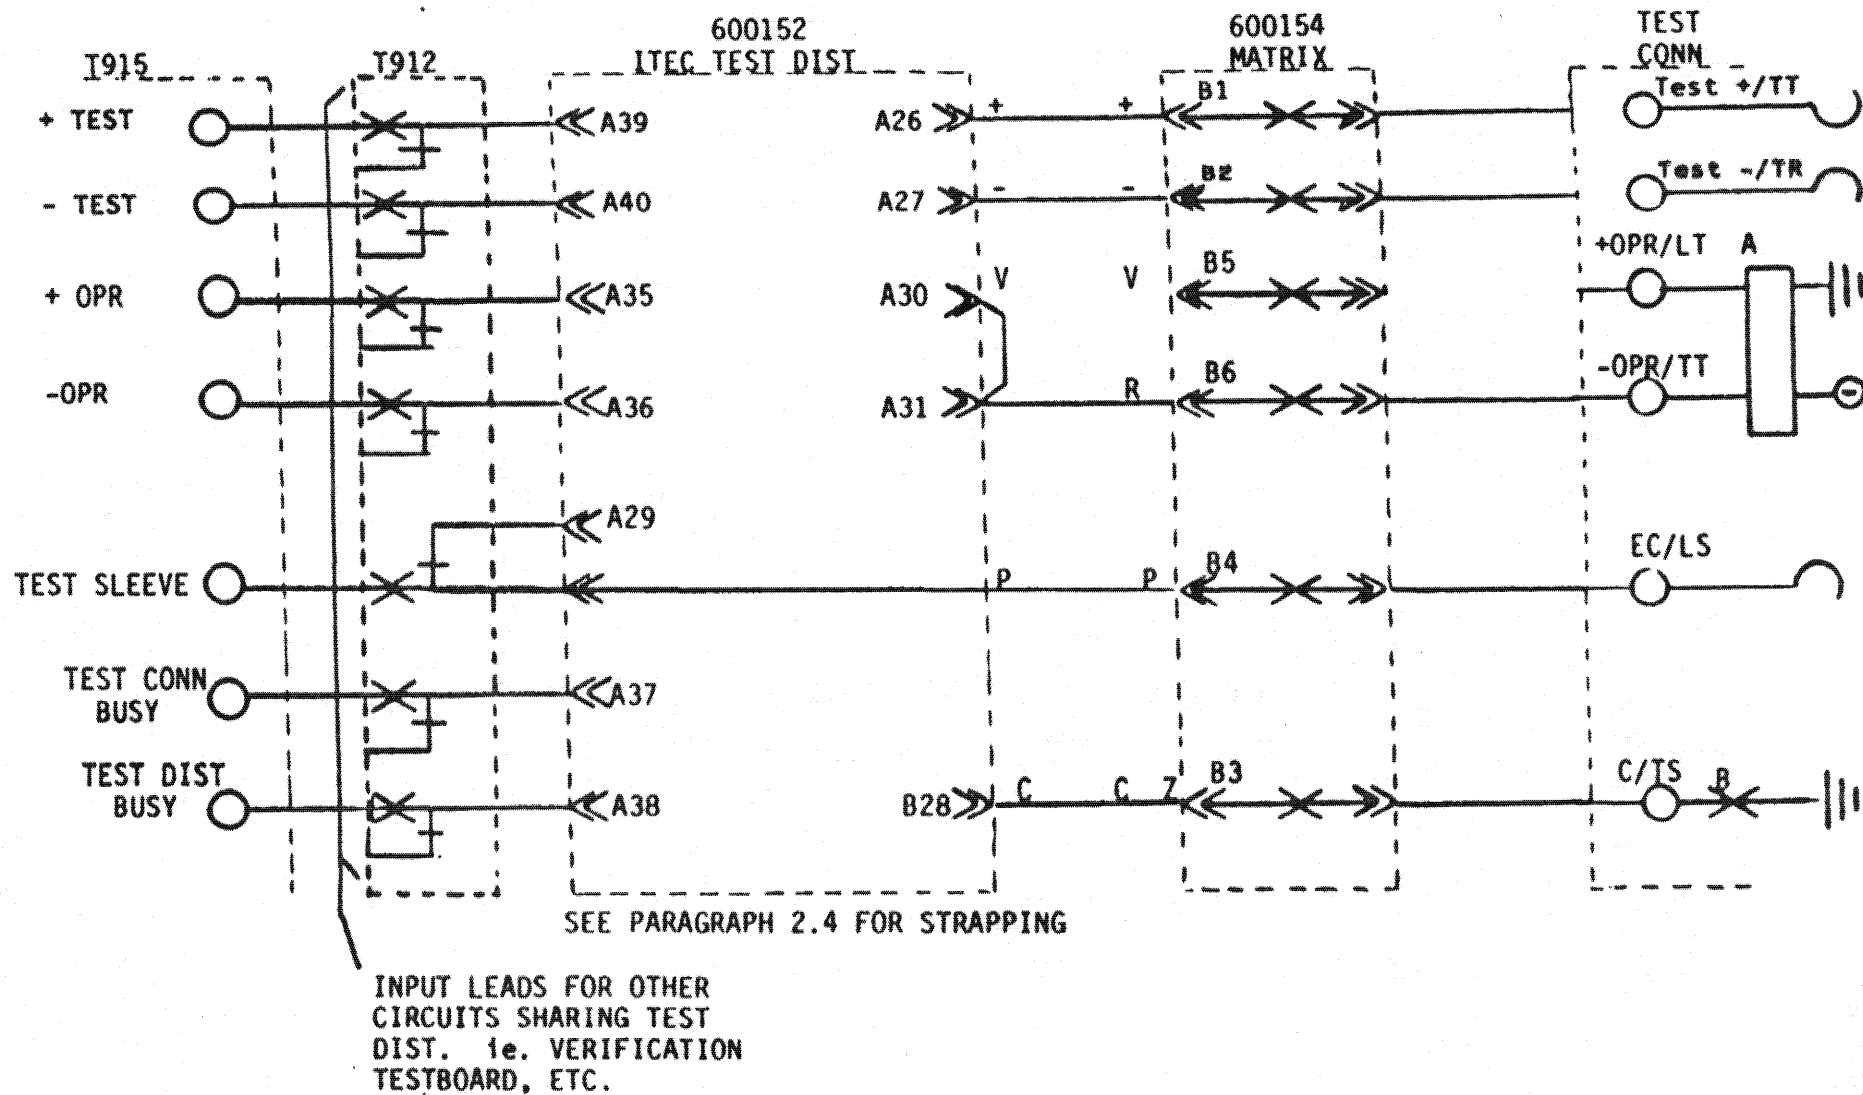 600152
600154
TEST
T915
T912
ITEC TEST DIST
MATRIX
CONN
+ TEST
A39
A26
+
+
B1
Test +/TT
- TEST
A40
A27
-
-
B2
Test -/TR
+ OPR
A35
A30
V
V
B5
+OPR/LT
A
-OPR
A36
A31
R
B6
-OPR/TT
-
A29
TEST SLEEVE
P
P
B4
EC/LS
TEST CONN
BUSY
A37
TEST DIST
BUSY
A38
B28
C
C
Z
B3
C/TS
B
SEE PARAGRAPH 2.4 FOR STRAPPING
INPUT LEADS FOR OTHER
CIRCUITS SHARING TEST
DIST. ie. VERIFICATION
TESTBOARD, ETC.